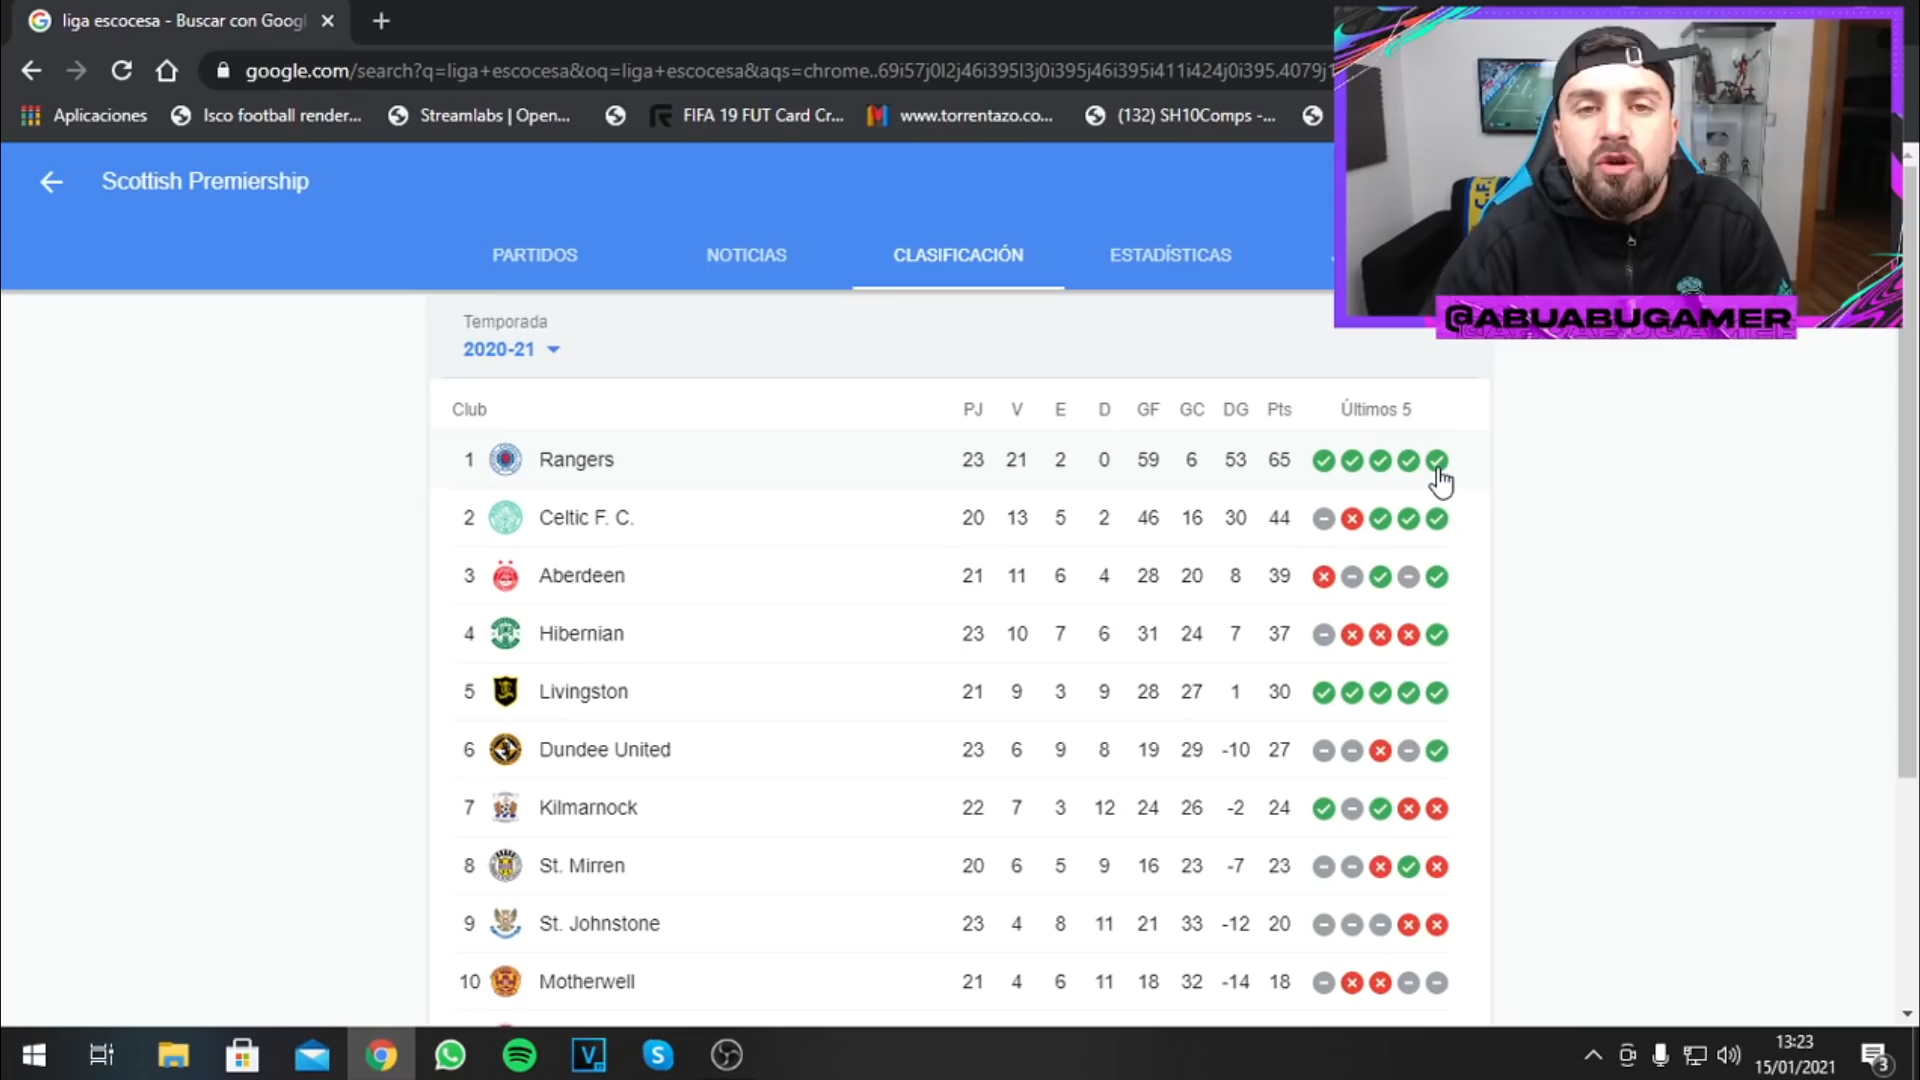 liga escocesa - Buscar con Googl
google.com/search?q=liga+escocesa&oq=liga+escocesa&aqs=chrome..69i57j0l2j46i395l3j0i395j46i395i411i424j0i395.4079j1
Aplicaciones Isco football render... Streamlabs | Open... FIFA 19 FUT Card Cr... www.torrentazo.co... (132) SH10Comps -...
@ABUABUGAMER
Scottish Premiership
PARTIDOS NOTICIAS CLASIFICACIÓN ESTADÍSTICAS
Temporada
2020-21
Club PJ V E D GF GC DG Pts Últimos 5
1 Rangers 23 21 2 0 59 6 53 65
2 Celtic F. C. 20 13 5 2 46 16 30 44
3 Aberdeen 21 11 6 4 28 20 8 39
4 Hibernian 23 10 7 6 31 24 7 37
5 Livingston 21 9 3 9 28 27 1 30
6 Dundee United 23 6 9 8 19 29 -10 27
7 Kilmarnock 22 7 3 12 24 26 -2 24
8 St. Mirren 20 6 5 9 16 23 -7 23
9 St. Johnstone 23 4 8 11 21 33 -12 20
10 Motherwell 21 4 6 11 18 32 -14 18
13:23
15/01/2021
3